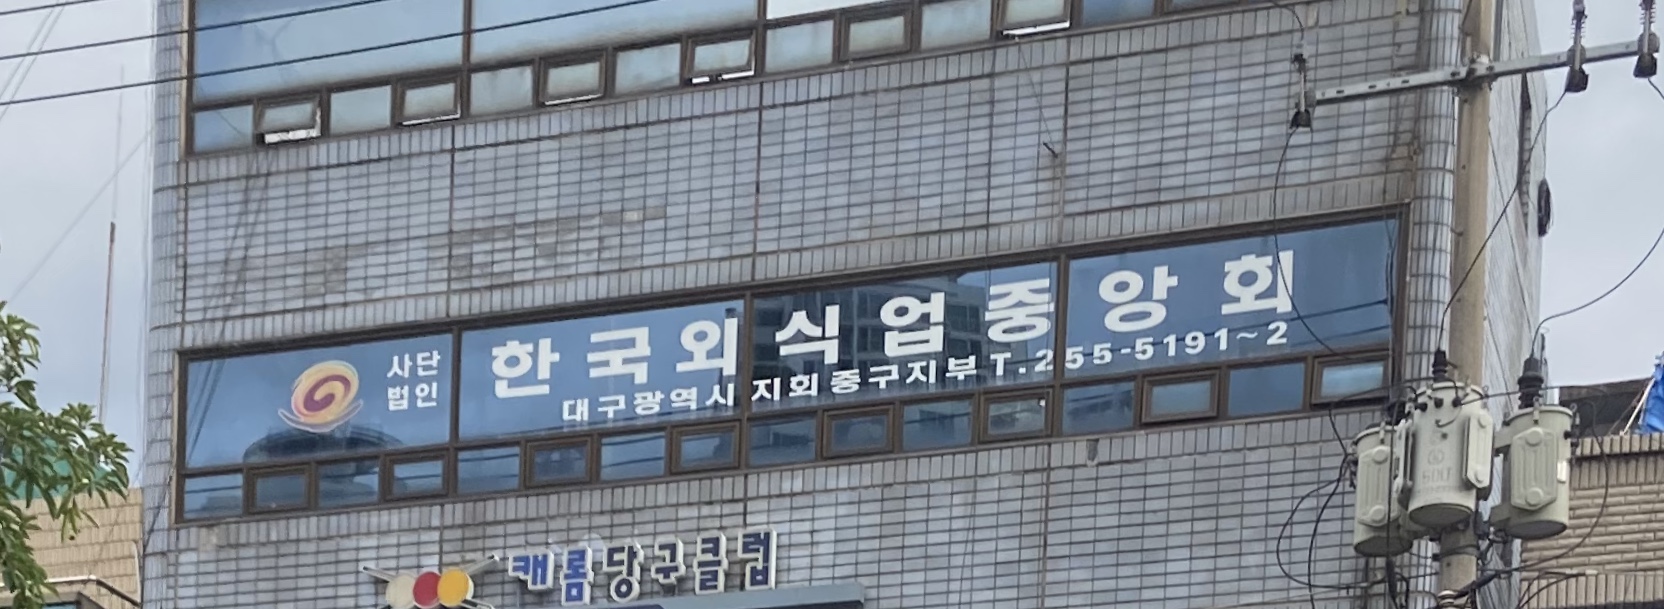 사단
법인
한국외식업중앙회
대구광역시 지회 중구지부 T.255-5191~2
캐롬당구클럽